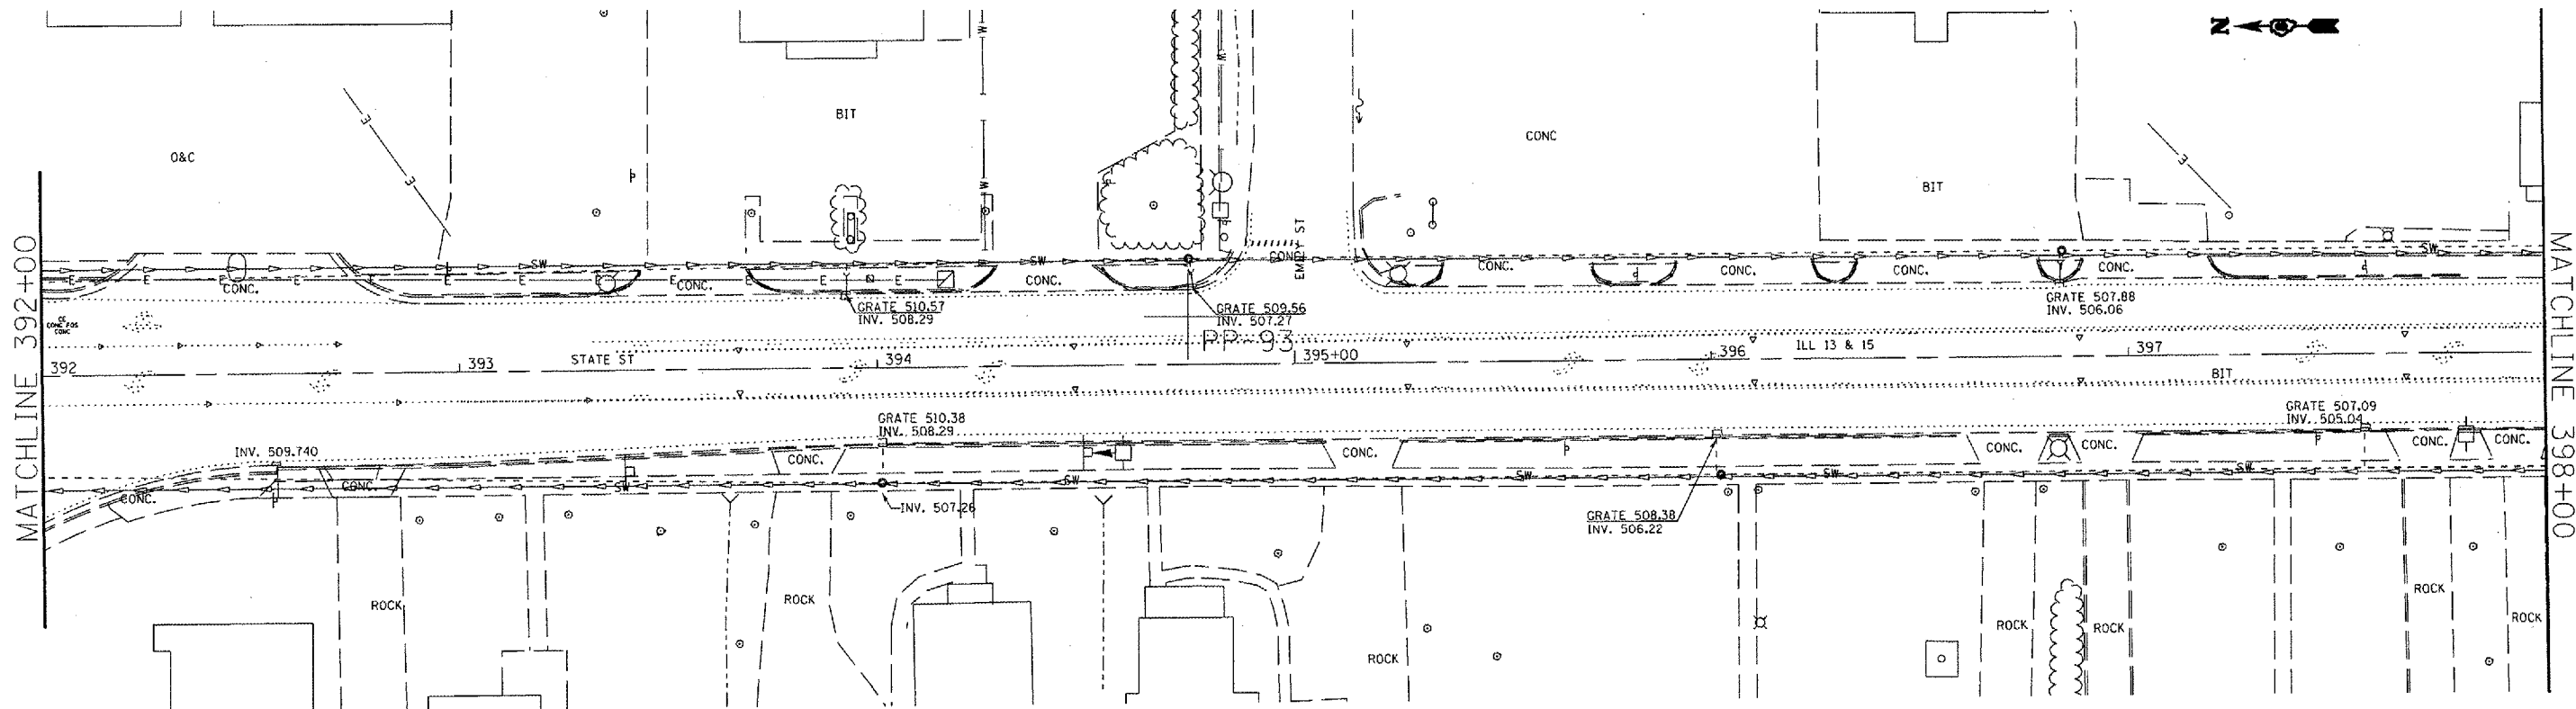 N
O&C
BIT
CONC
BIT
E
E
E
W
W
W
W
MATCHLINE 392+00
MATCHLINE 398+00
EMPDY ST
CONC
SW
SW
SW
E E E E E E E E E E
CONC.
CONC.
CONC.
CONC.
CONC.
CONC.
CONC.
GRATE 510.57
INV. 508.29
GRATE 509.56
INV. 507.27
GRATE 507.88
INV. 506.06
CONC
PP-93
392
393
STATE ST
394
395+00
396
ILL 13 & 15
397
BIT
GRATE 510.38
INV. 508.29
GRATE 507.09
INV. 505.04
INV. 509.740
CONC.
CONC.
CONC.
CONC.
CONC.
CONC.
CONC.
CONC.
SW
SW
SW
SW
SW
INV. 507.26
GRATE 508.38
INV. 506.22
ROCK
ROCK
ROCK
ROCK
ROCK
ROCK
ROCK